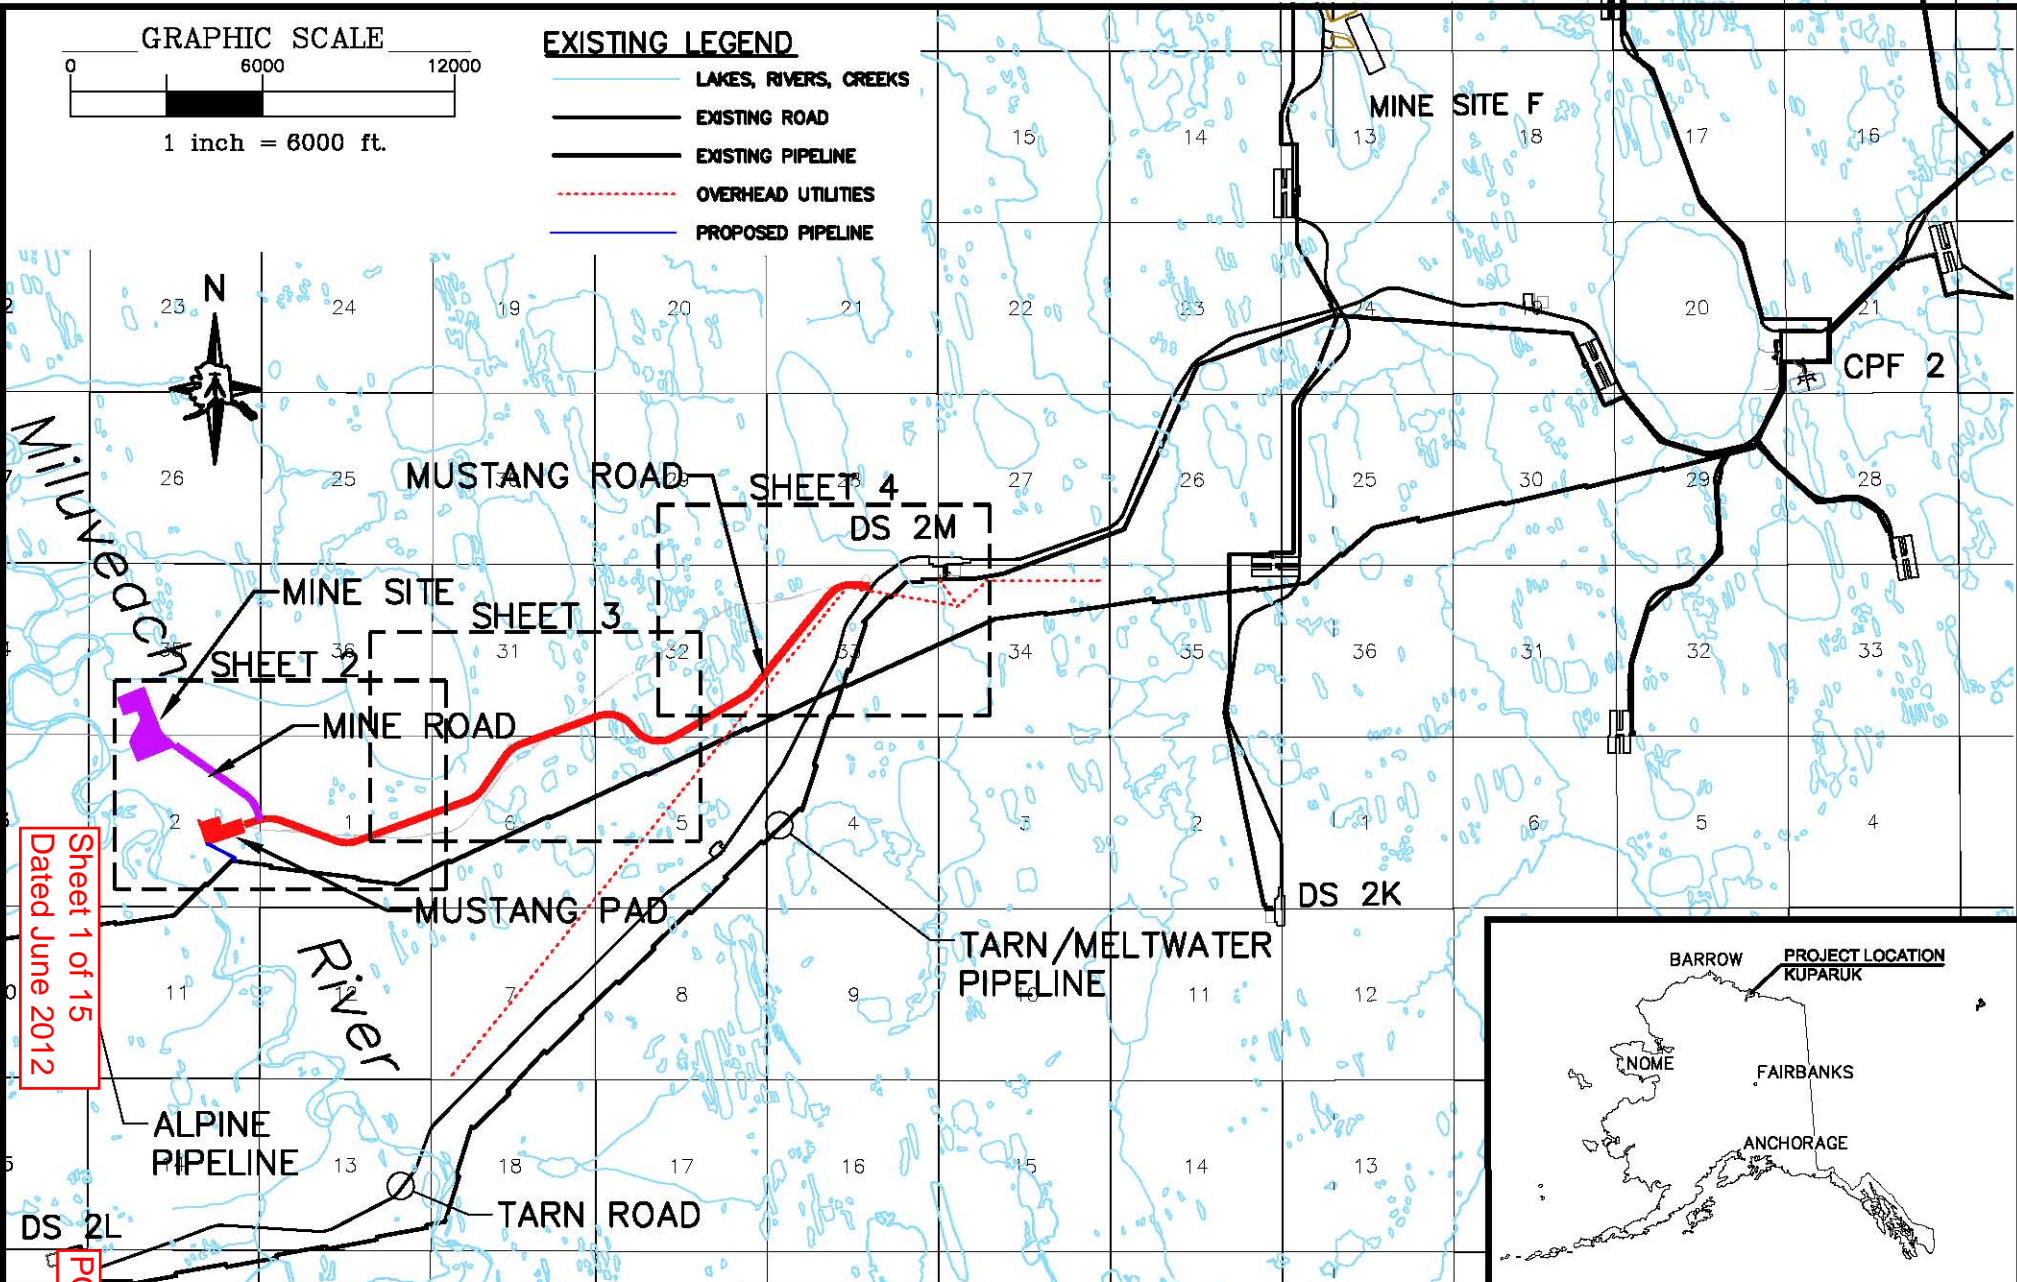 GRAPHIC SCALE
0 6000 12000
1 inch = 6000 ft.
EXISTING LEGEND
LAKES, RIVERS, CREEKS
EXISTING ROAD
EXISTING PIPELINE
OVERHEAD UTILITIES
PROPOSED PIPELINE
MINE SITE F
15 14 13 18 17 16
N
23 24 19 20 21 22 23 24 19 20 21
CPF 2
Miluveach
26 25 30 29 28 27 26 25 30 29 28
MUSTANG ROAD
SHEET 4
DS 2M
MINE SITE
SHEET 3
35 36 31 32 33 34 35 36 31 32 33
SHEET 2
MINE ROAD
2 1 6 5 4 3 2 1 6 5 4
MUSTANG PAD
DS 2K
River
TARN/MELTWATER
PIPELINE
11 12 7 8 9 10 11 12
Sheet 1 of 15
Dated June 2012
ALPINE
PIPELINE
14 13 18 17 16 15 14 13
TARN ROAD
DS 2L
BARROW
PROJECT LOCATION
KUPARUK
NOME
FAIRBANKS
ANCHORAGE